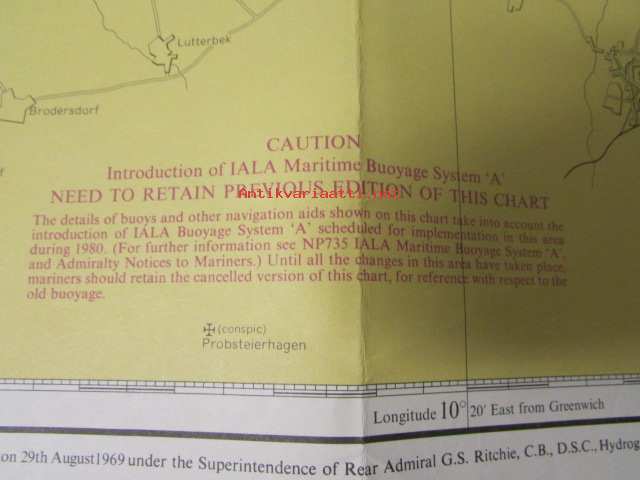 Lutterbek
Brodersdorf
CAUTION
Introduction of IALA Maritime Buoyage System ‘A’
Antikvariaatti.net
NEED TO RETAIN PREVIOUS EDITION OF THIS CHART
The details of buoys and other navigation aids shown on this chart take into account the
introduction of IALA Buoyage System ‘A’ scheduled for implementation in this area
during 1980. (For further information see NP735 IALA Maritime Buoyage System ‘A’,
and Admiralty Notices to Mariners.) Until all the changes in this area have taken place,
mariners should retain the cancelled version of this chart, for reference with respect to the
old buoyage.
(conspic)
Probsteierhagen
Longitude 10° 20′ East from Greenwich
on 29th August1969 under the Superintendence of Rear Admiral G.S. Ritchie, C.B., D.S.C., Hydrog